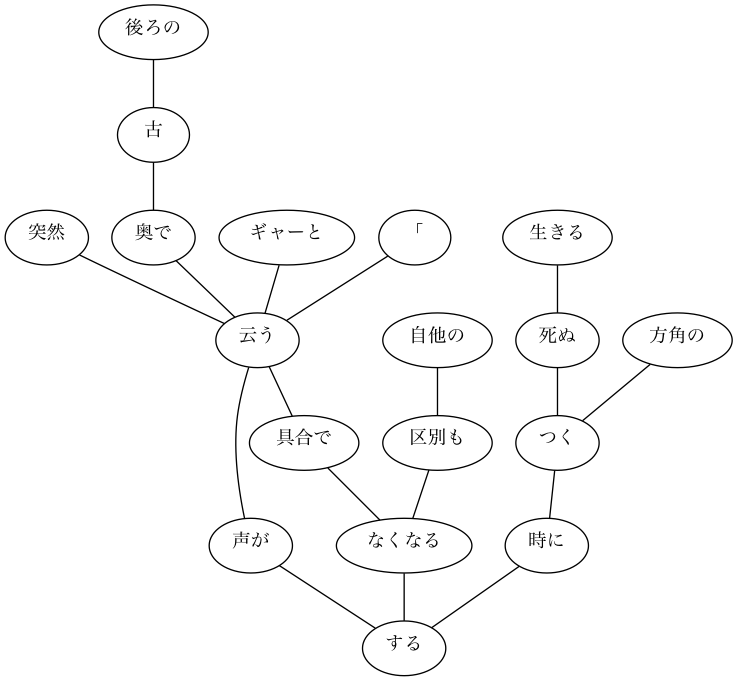 後ろの
古
突然
奥で
ギャーと
「
生きる
云う
自他の
死ぬ
方角の
具合で
区別も
つく
声が
なくなる
時に
する